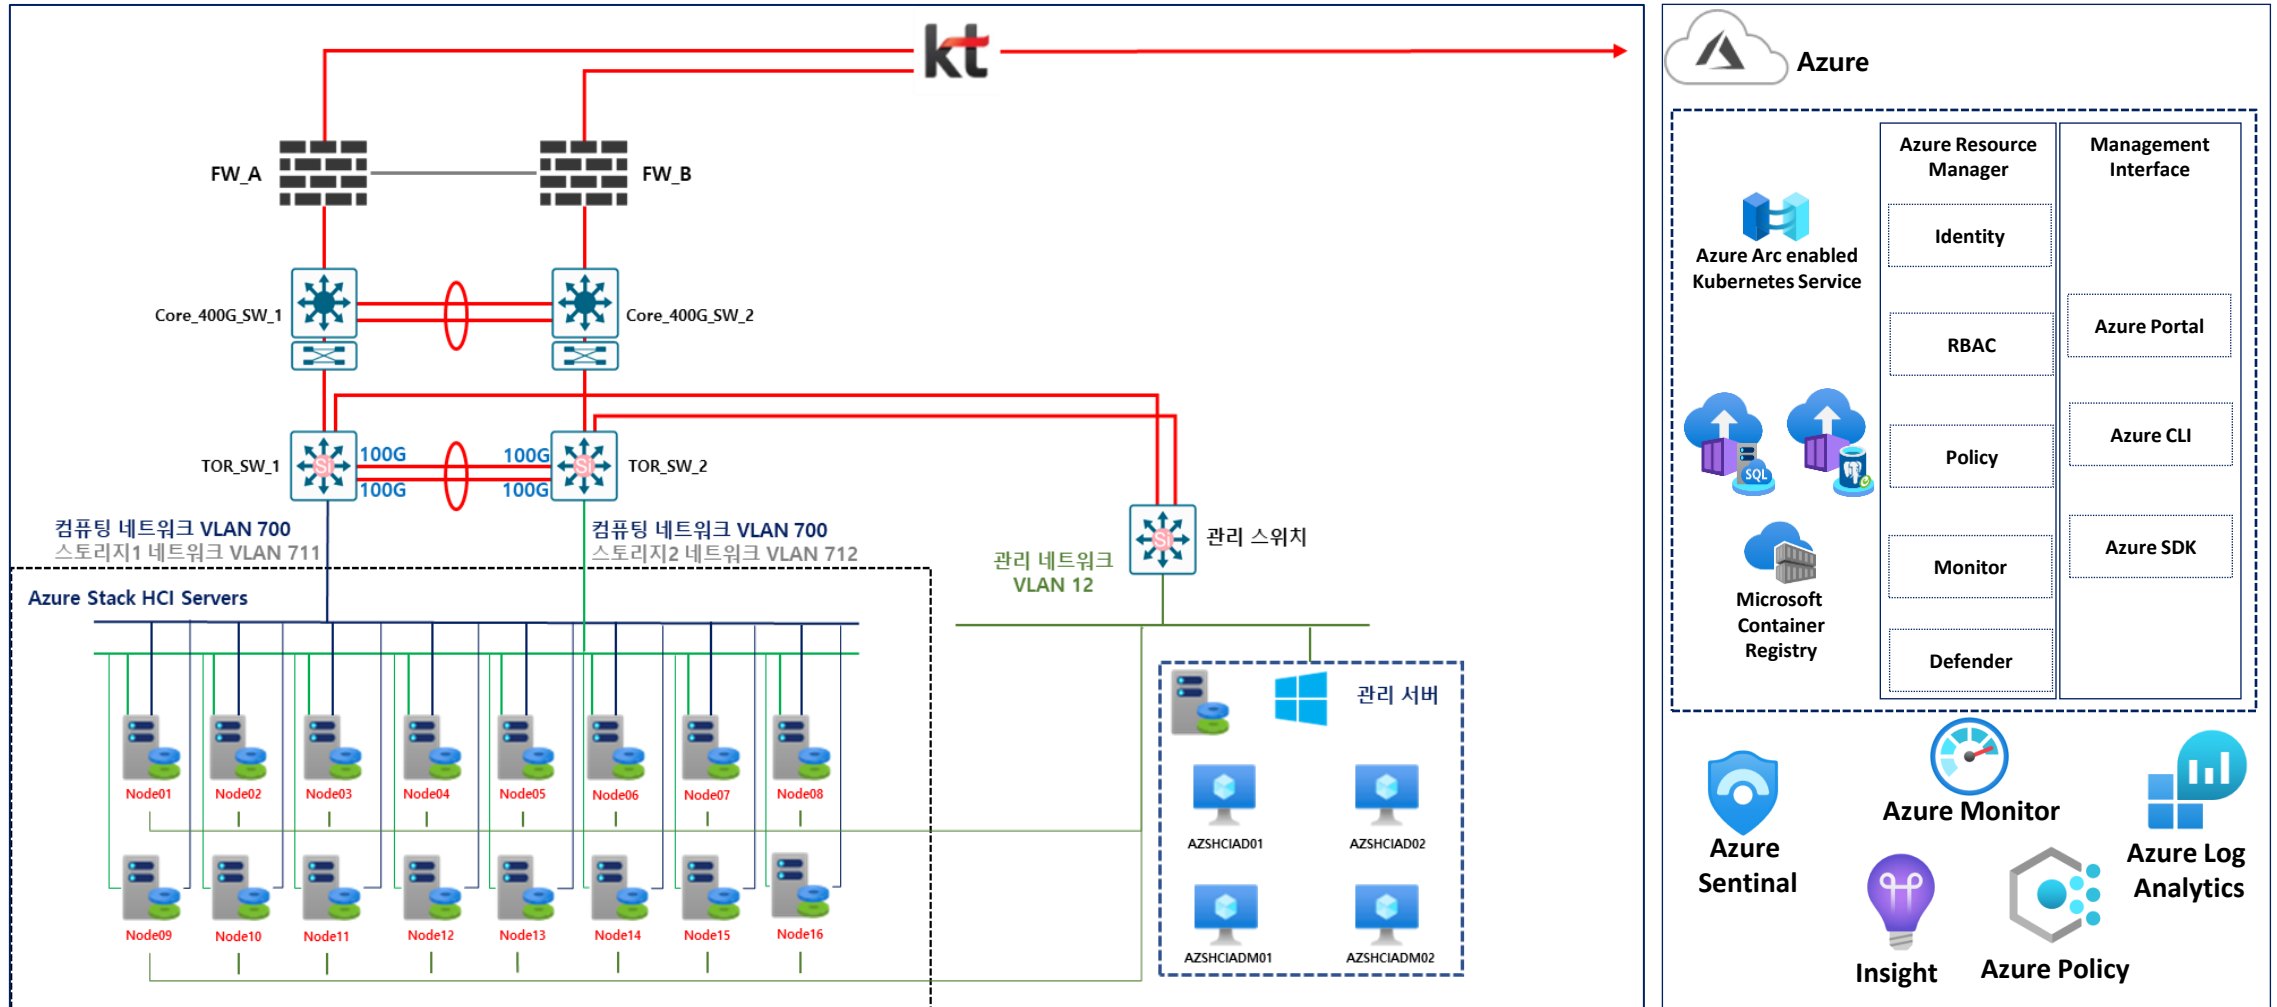 kt
FW_A
FW_B
Core_400G_SW_1
Core_400G_SW_2
TOR_SW_1
100G
100G
100G
100G
TOR_SW_2
컴퓨팅 네트워크 VLAN 700
스토리지1 네트워크 VLAN 711
컴퓨팅 네트워크 VLAN 700
스토리지2 네트워크 VLAN 712
관리 네트워크
VLAN 12
관리 스위치
Azure Stack HCI Servers
Node01
Node02
Node03
Node04
Node05
Node06
Node07
Node08
Node09
Node10
Node11
Node12
Node13
Node14
Node15
Node16
관리 서버
AZSHCIAD01
AZSHCIAD02
AZSHCIADM01
AZSHCIADM02
Azure
Azure Arc enabled
Kubernetes Service
SQL
Microsoft
Container
Registry
Azure Resource
Manager
Identity
RBAC
Policy
Monitor
Defender
Management
Interface
Azure Portal
Azure CLI
Azure SDK
Azure
Sentinal
Azure Monitor
Insight
Azure Policy
Azure Log
Analytics
Si
Si
Si